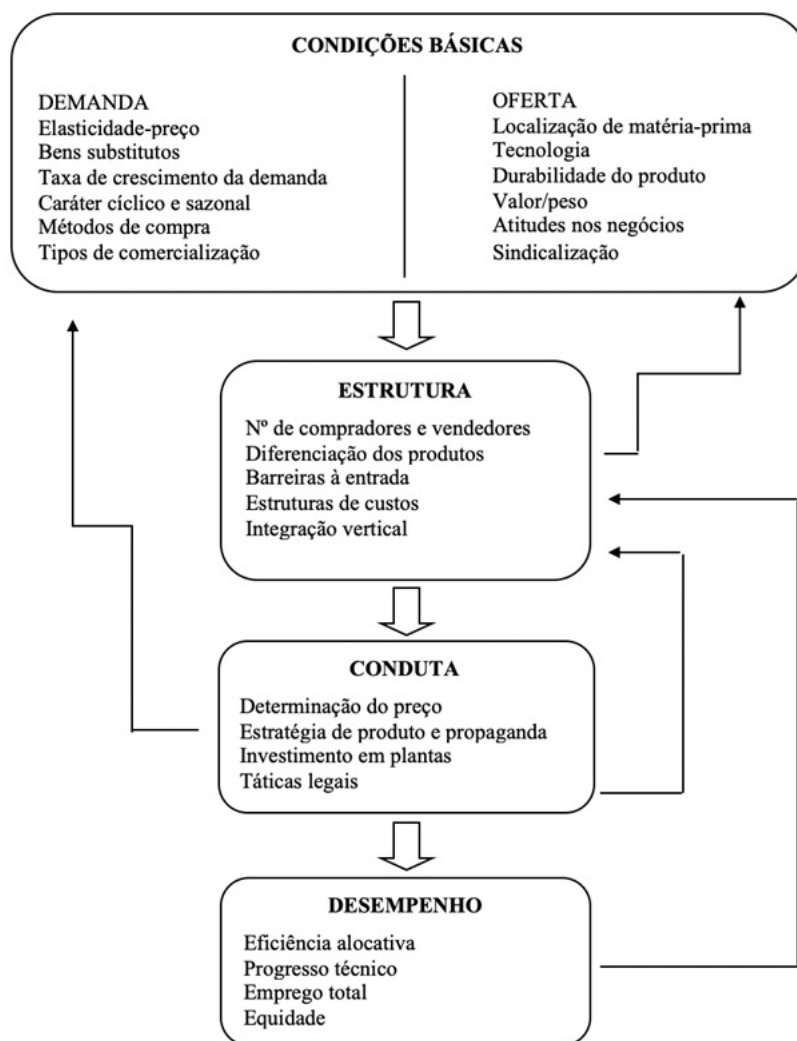 CONDIÇÕES BÁSICAS
DEMANDA
Elasticidade-preço
Bens substitutos
Taxa de crescimento da demanda
Caráter cíclico e sazonal
Métodos de compra
Tipos de comercialização
OFERTA
Localização de matéria-prima
Tecnologia
Durabilidade do produto
Valor/peso
Atitudes nos negócios
Sindicalização
ESTRUTURA
Nº de compradores e vendedores
Diferenciação dos produtos
Barreiras à entrada
Estruturas de custos
Integração vertical
CONDUTA
Determinação do preço
Estratégia de produto e propaganda
Investimento em plantas
Táticas legais
DESEMPENHO
Eficiência alocativa
Progresso técnico
Emprego total
Equidade